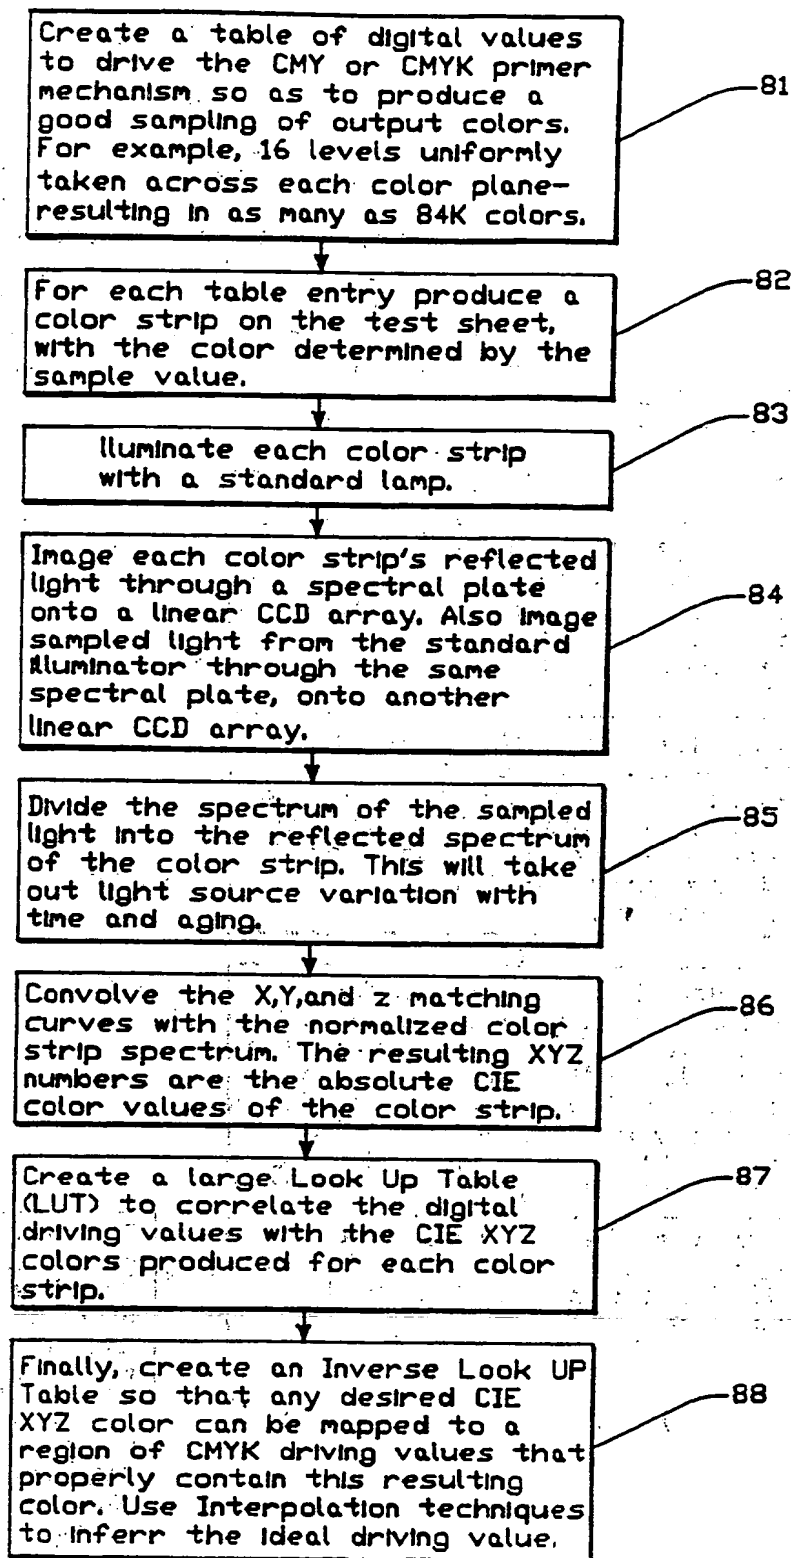 Create a table of digital values
to drive the CMY or CMYK primer
mechanism so as to produce a
good sampling of output colors.
For example, 16 levels uniformly
taken across each color plane-
resulting in as many as 84K colors.
81
For each table entry produce a
color strip on the test sheet,
with the color determined by the
sample value.
82
Iluminate each color strip
with a standard lamp.
83
Image each color strip's reflected
light through a spectral plate
onto a linear CCD array. Also image
sampled light from the standard
illuminator through the same
spectral plate, onto another
linear CCD array.
84
Divide the spectrum of the sampled
light into the reflected spectrum
of the color strip. This will take
out light source variation with
time and aging.
85
Convolve the X,Y,and z matching
curves with the normalized color
strip spectrum. The resulting XYZ
numbers are the absolute CIE
color values of the color strip.
86
Create a large Look Up Table
(LUT) to correlate the digital
driving values with the CIE XYZ
colors produced for each color
strip.
87
Finally, create an Inverse Look UP
Table so that any desired CIE
XYZ color can be mapped to a
region of CMYK driving values that
properly contain this resulting
color. Use Interpolation techniques
to inferr the ideal driving value.
88